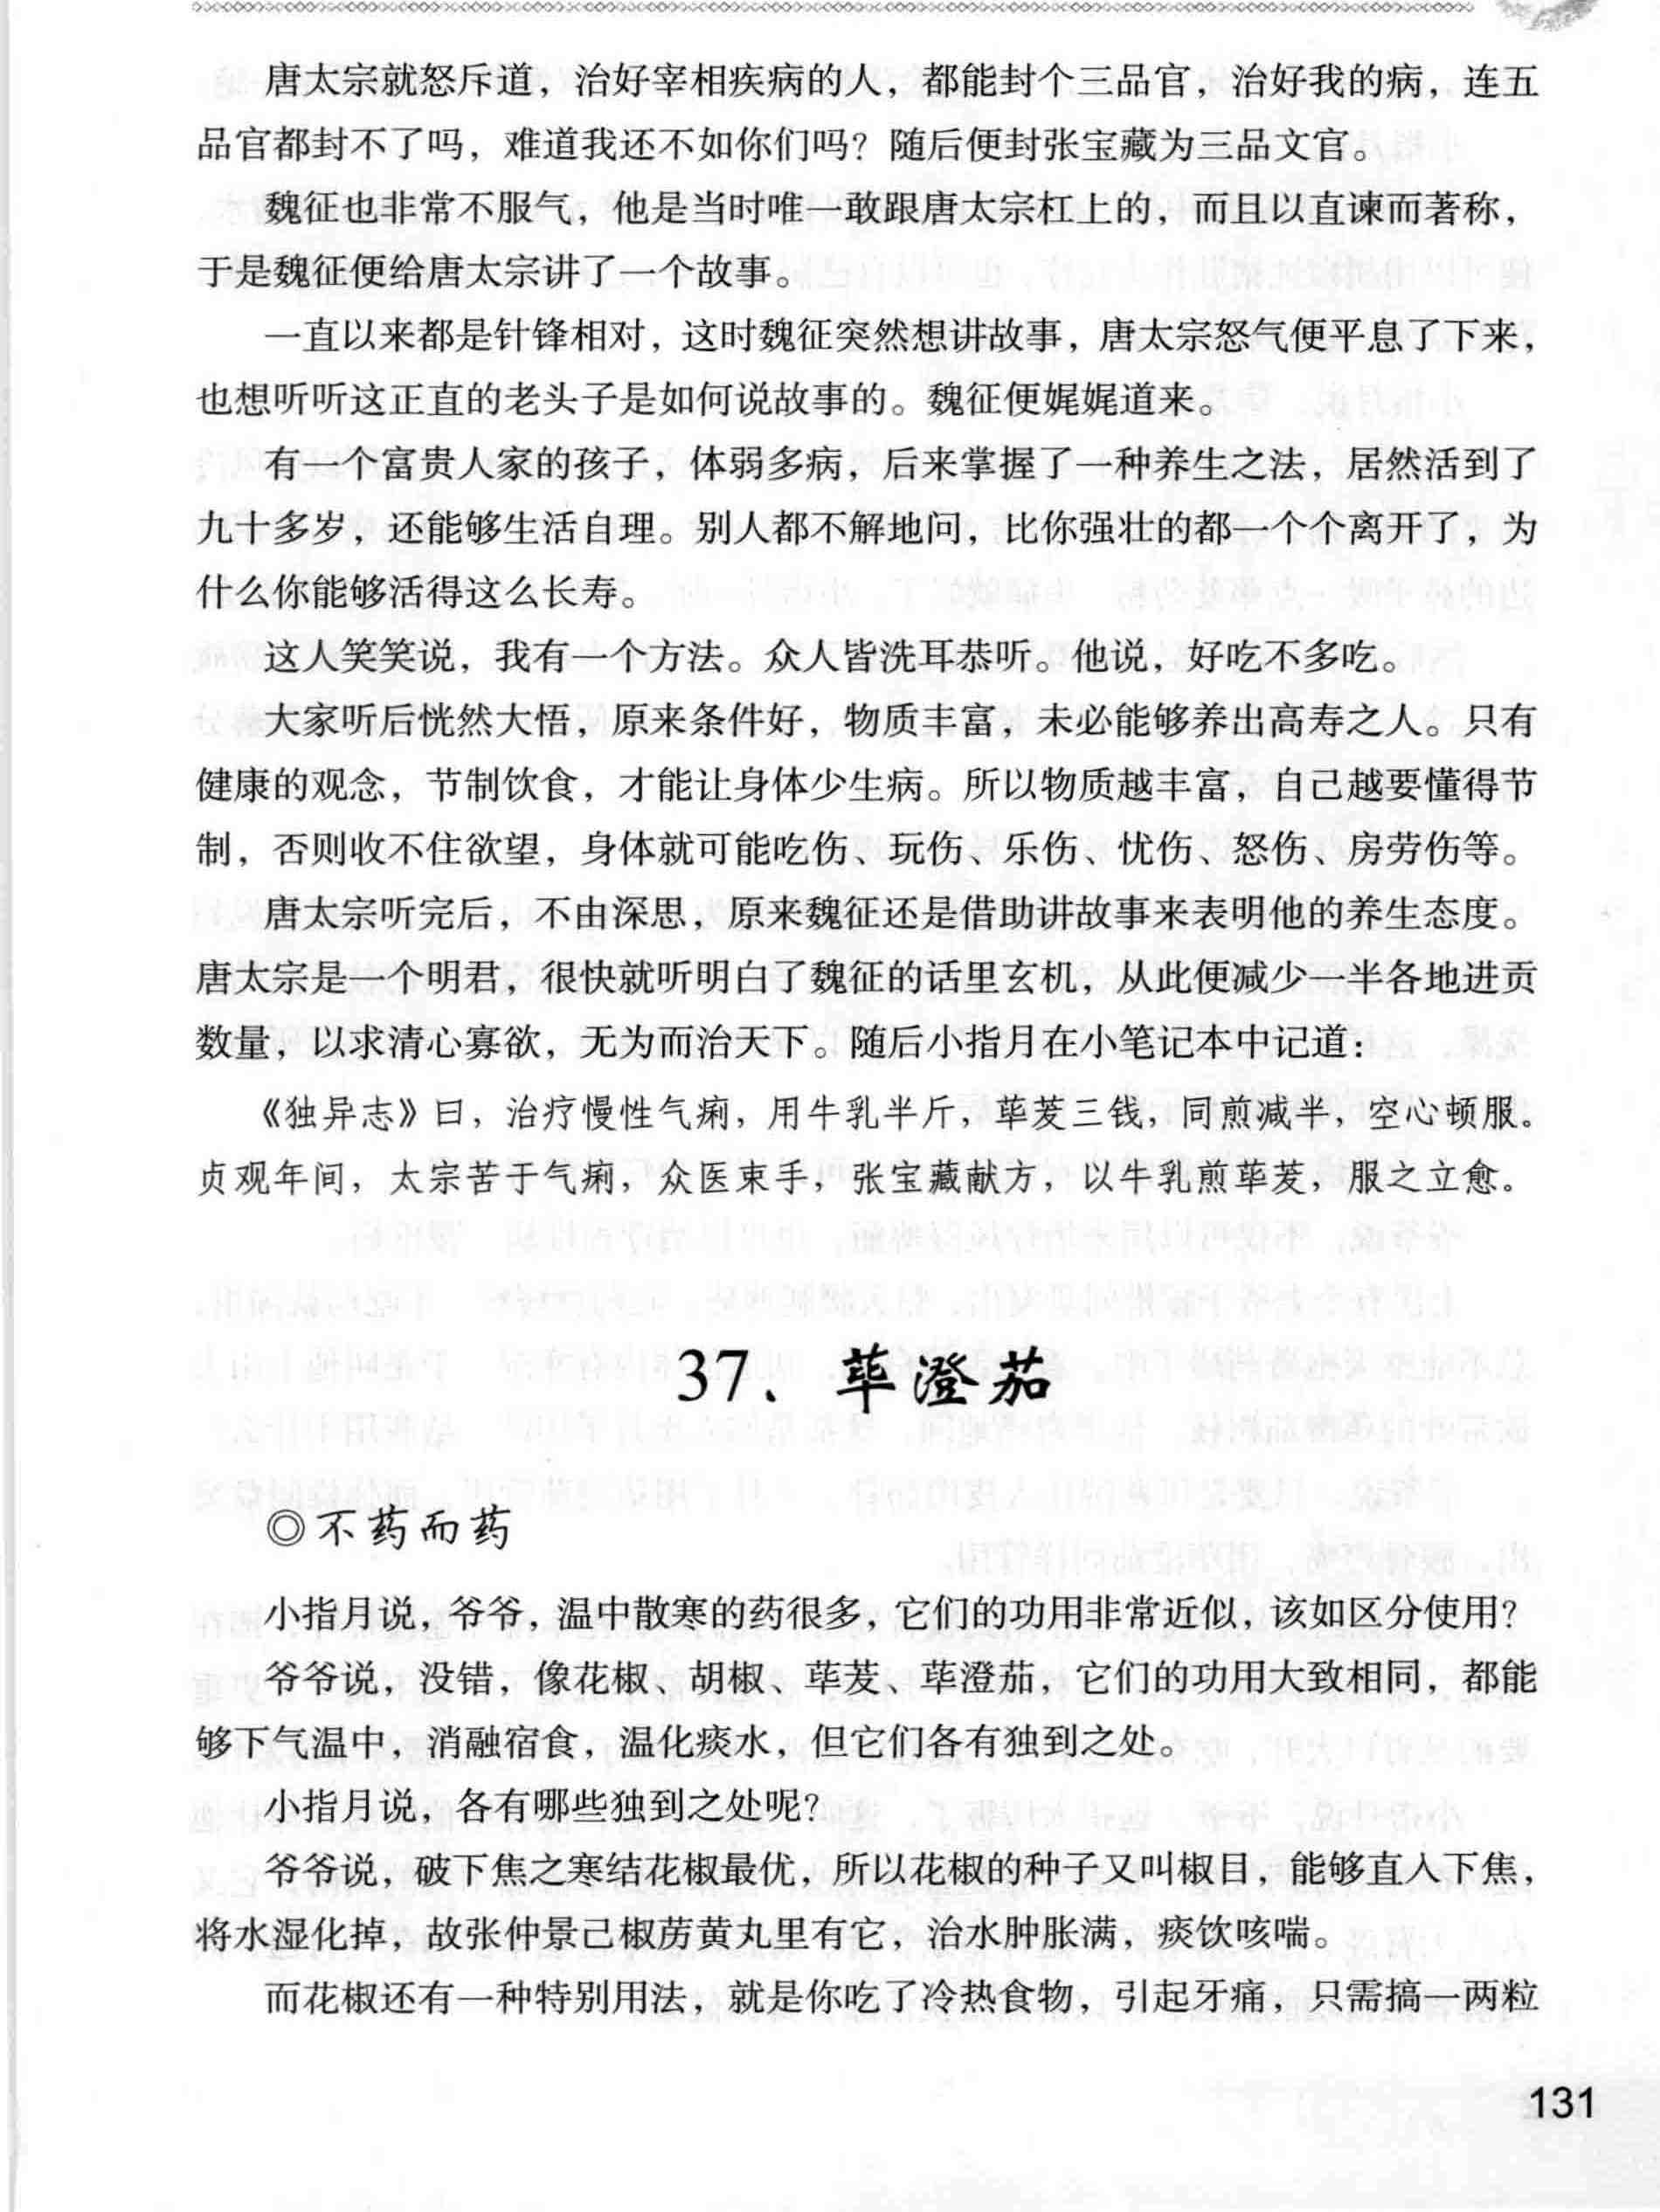 唐太宗就怒斥道，治好宰相疾病的人，都能封个三品官，治好我的病，连五
品官都封不了吗，难道我还不如你们吗？随后便封张宝藏为三品文官。
魏征也非常不服气，他是当时唯一敢跟唐太宗杠上的，而且以直谏而著称，
于是魏征便给唐太宗讲了一个故事。
一直以来都是针锋相对，这时魏征突然想讲故事，唐太宗怒气便平息了下来，
也想听听这正直的老头子是如何说故事的。魏征便娓娓道来。
有一个富贵人家的孩子，体弱多病，后来掌握了一种养生之法，居然活到了
九十多岁，还能够生活自理。别人都不解地问，比你强壮的都一个个离开了，为
什么你能够活得这么长寿。
这人笑笑说，我有一个方法。众人皆洗耳恭听。他说，好吃不多吃。
大家听后恍然大悟，原来条件好，物质丰富，未必能够养出高寿之人。只有
健康的观念，节制饮食，才能让身体少生病。所以物质越丰富，自己越要懂得节
制，否则收不住欲望，身体就可能吃伤、玩伤、乐伤、忧伤、怒伤、房劳伤等。
唐太宗听完后，不由深思，原来魏征还是借助讲故事来表明他的养生态度。
唐太宗是一个明君，很快就听明白了魏征的话里玄机，从此便减少一半各地进贡
数量，以求清心寡欲，无为而治天下。随后小指月在小笔记本中记道：
《独异志》曰，治疗慢性气痢，用牛乳半斤，荜茇三钱，同煎减半，空心顿服。
贞观年间，太宗苦于气痢，众医束手，张宝藏献方，以牛乳煎荜茇，服之立愈。
37、荜澄茄
◎不药而药
小指月说，爷爷，温中散寒的药很多，它们的功用非常近似，该如区分使用？
爷爷说，没错，像花椒、胡椒、荜茇、荜澄茄，它们的功用大致相同，都能
够下气温中，消融宿食，温化痰水，但它们各有独到之处。
小指月说，各有哪些独到之处呢？
爷爷说，破下焦之寒结花椒最优，所以花椒的种子又叫椒目，能够直入下焦，
将水湿化掉，故张仲景己椒苈黄丸里有它，治水肿胀满，痰饮咳喘。
而花椒还有一种特别用法，就是你吃了冷热食物，引起牙痛，只需搞一两粒
131